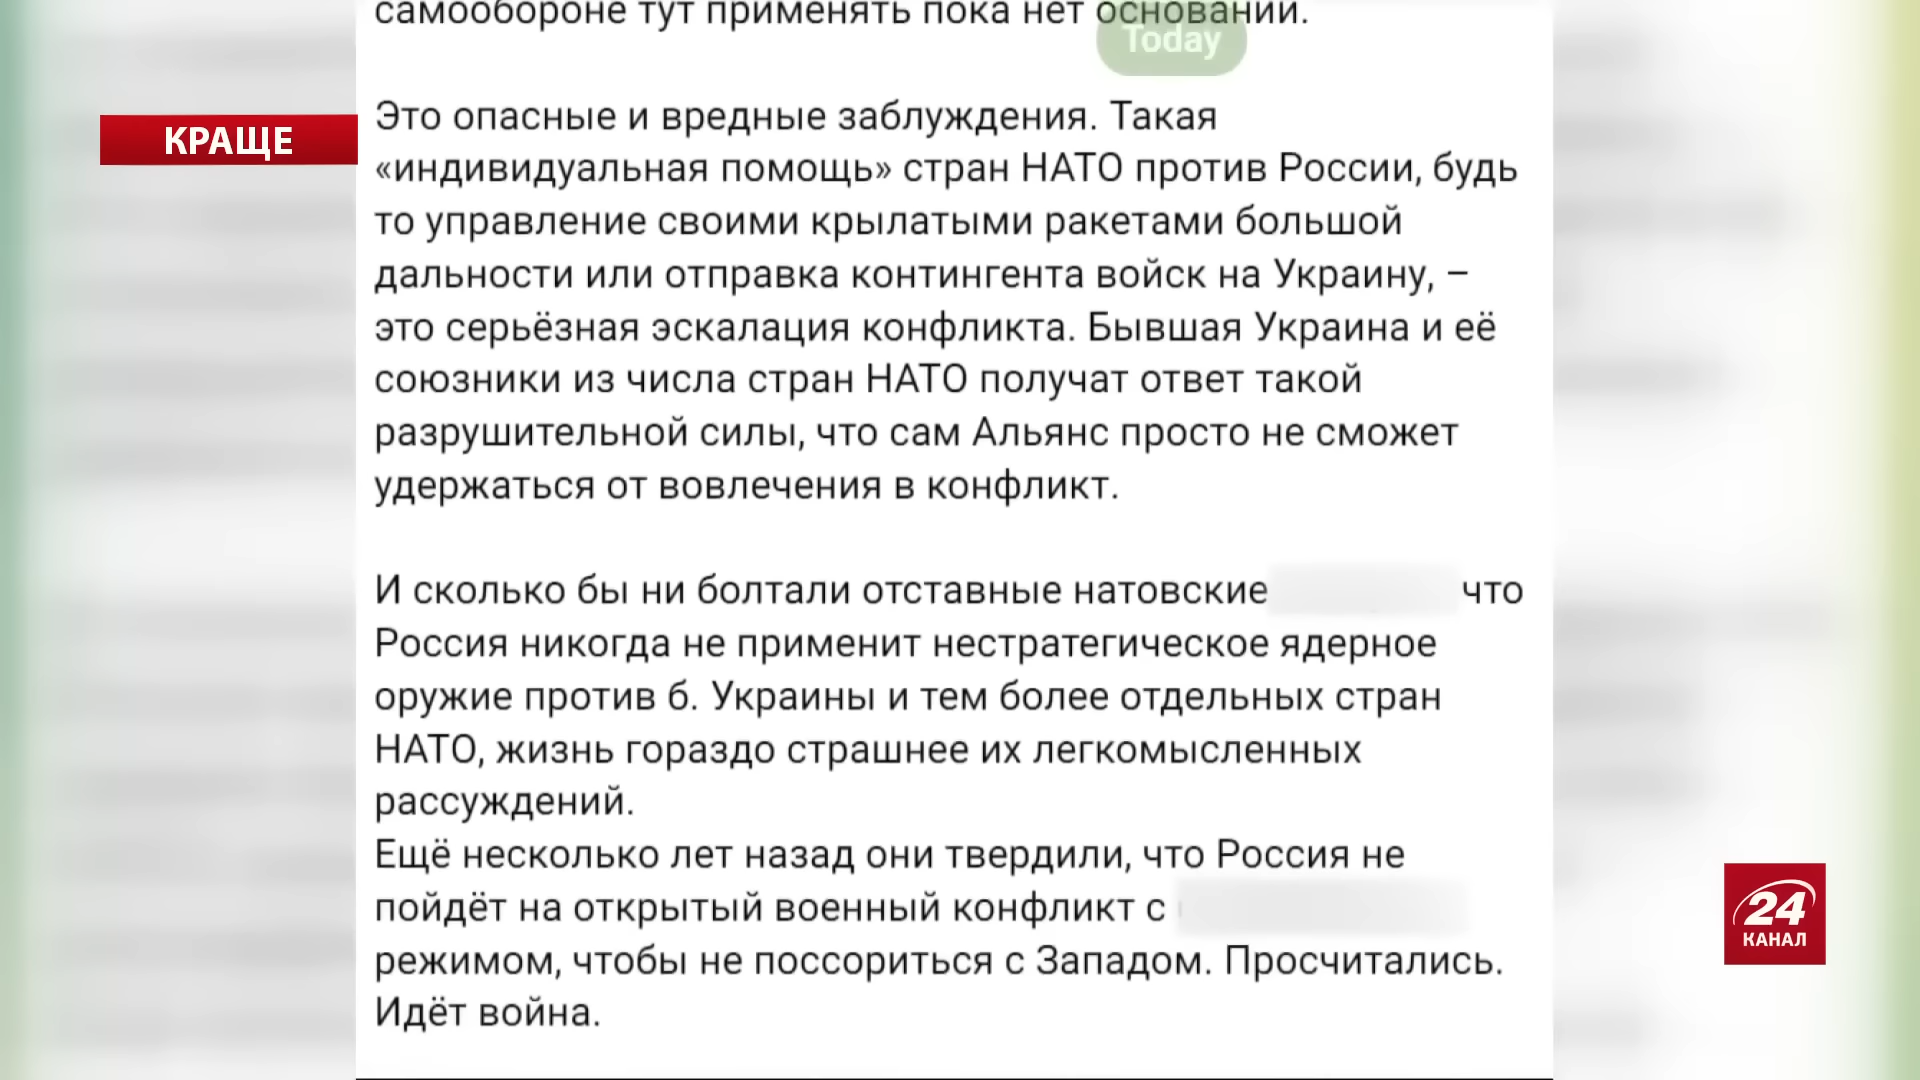 самообороне тут применять пока нет оснований.
Today
КРАЩЕ
Это опасные и вредные заблуждения. Такая
«индивидуальная помощь» стран НАТО против России, будь
то управление своими крылатыми ракетами большой
дальности или отправка контингента войск на Украину, –
это серьёзная эскалация конфликта. Бывшая Украина и её
союзники из числа стран НАТО получат ответ такой
разрушительной силы, что сам Альянс просто не сможет
удержаться от вовлечения в конфликт.
И сколько бы ни болтали отставные натовские что
Россия никогда не применит нестратегическое ядерное
оружие против б. Украины и тем более отдельных стран
НАТО, жизнь гораздо страшнее их легкомысленных
рассуждений.
Ещё несколько лет назад они твердили, что Россия не
пойдёт на открытый военный конфликт с
режимом, чтобы не поссориться с Западом. Просчитались.
Идёт война.
24
КАНАЛ